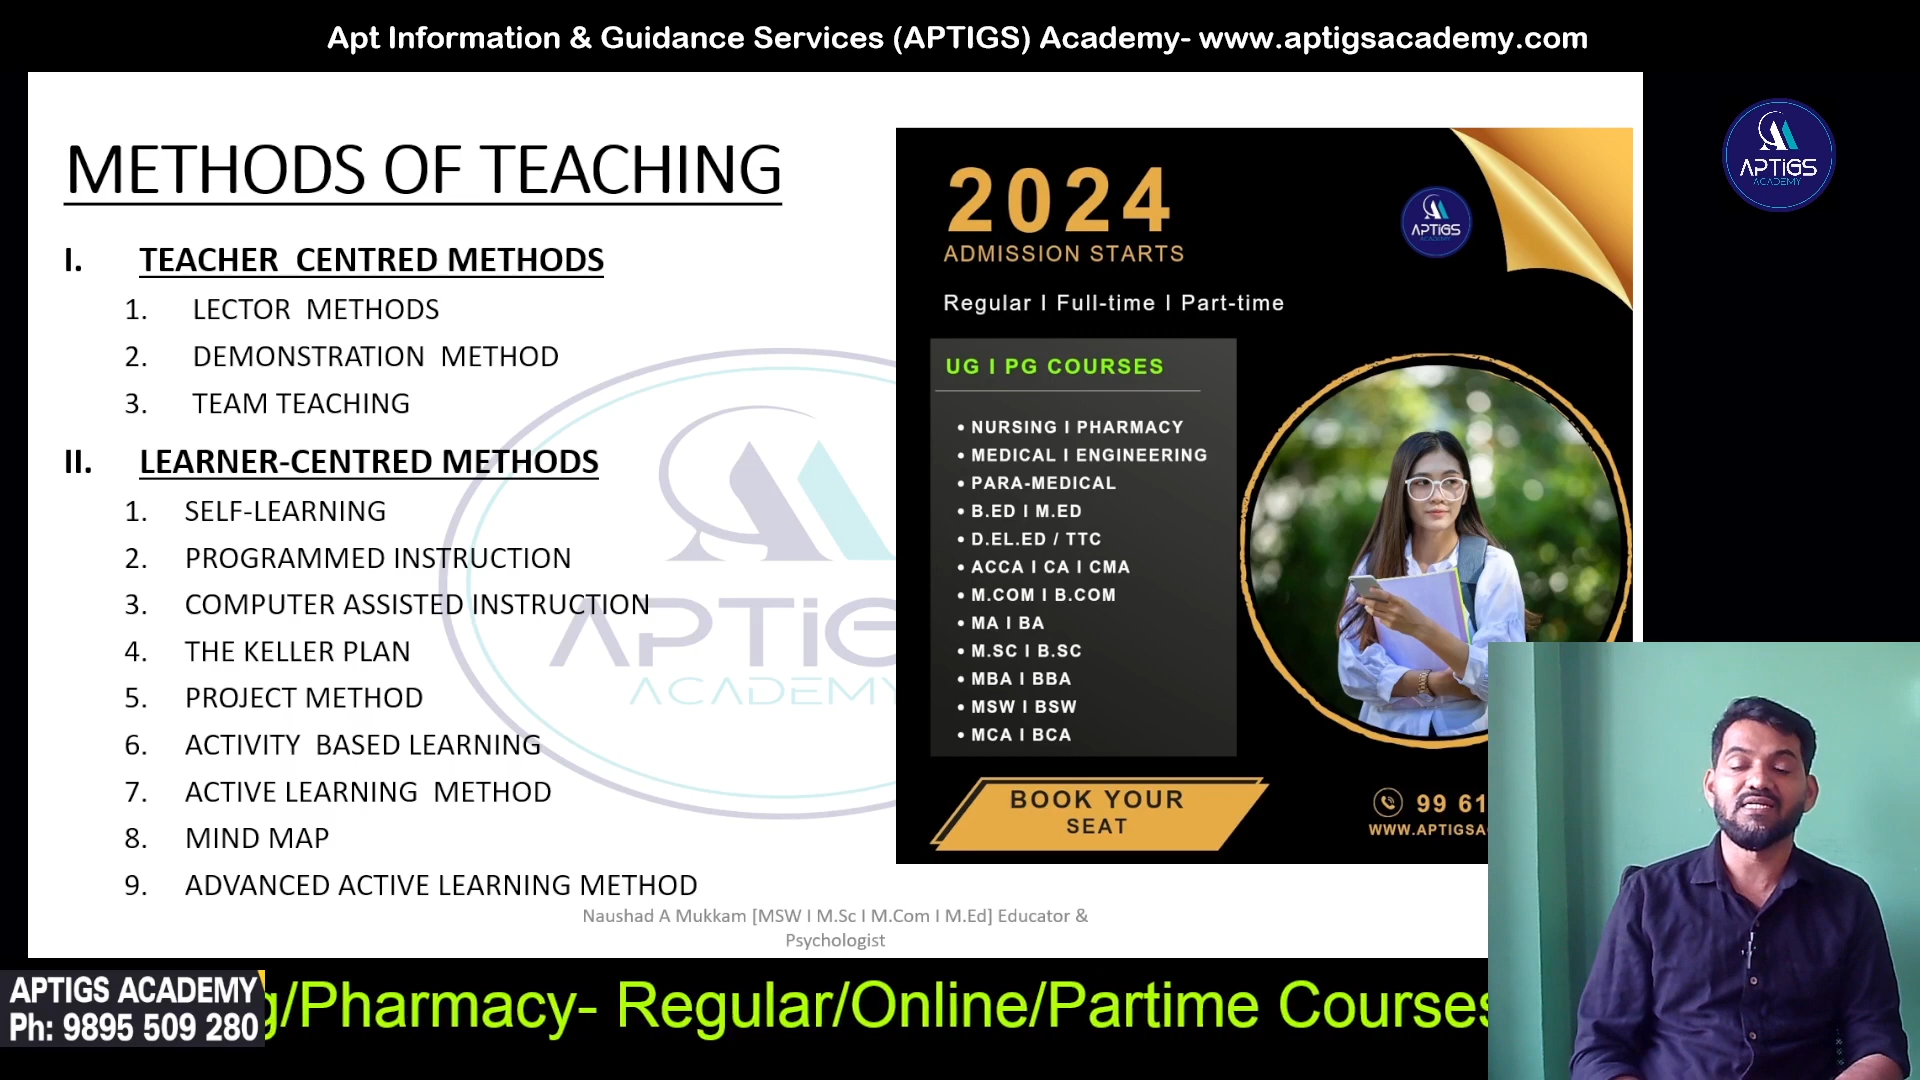 Apt Information & Guidance Services (APTIGS) Academy- www.aptigsacademy.com
METHODS OF TEACHING
I. TEACHER CENTRED METHODS
1. LECTOR METHODS
2. DEMONSTRATION METHOD
3. TEAM TEACHING
II. LEARNER-CENTRED METHODS
1. SELF-LEARNING
2. PROGRAMMED INSTRUCTION
3. COMPUTER ASSISTED INSTRUCTION
4. THE KELLER PLAN
5. PROJECT METHOD
6. ACTIVITY BASED LEARNING
7. ACTIVE LEARNING METHOD
8. MIND MAP
9. ADVANCED ACTIVE LEARNING METHOD
Naushad A Mukkam [MSW I M.Sc I M.Com I M.Ed] Educator &
Psychologist
APTiG
ACADEMY
2024
ADMISSION STARTS
Regular I Full-time I Part-time
APTiGS
ACADEMY
UG I PG COURSES
• NURSING I PHARMACY
• MEDICAL I ENGINEERING
• PARA-MEDICAL
• B.ED I M.ED
• D.EL.ED / TTC
• ACCA I CA I CMA
• M.COM I B.COM
• MA I BA
• M.SC I B.SC
• MBA I BBA
• MSW I BSW
• MCA I BCA
BOOK YOUR
SEAT
99 61
WWW.APTIGSA
APTiGS
ACADEMY
APTIGS ACADEMY
Ph: 9895 509 280
g/Pharmacy- Regular/Online/Partime Courses